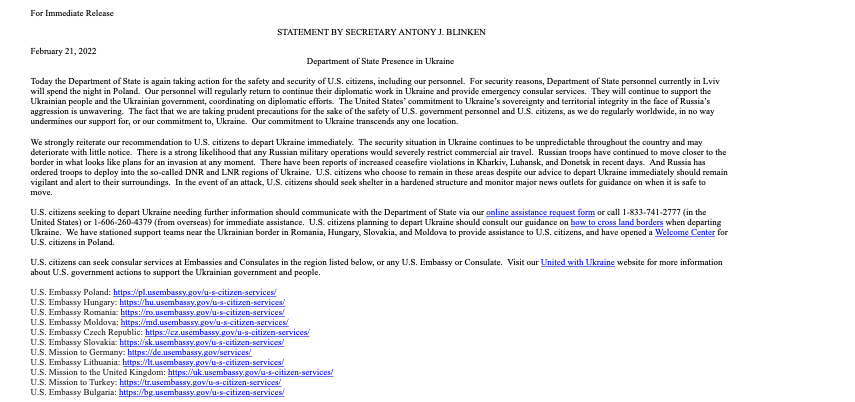 For Immediate Release
STATEMENT BY SECRETARY ANTONY J. BLINKEN
February 21, 2022
Department of State Presence in Ukraine
Today the Department of State is again taking action for the safety and security of U.S. citizens, including our personnel.  For security reasons, Department of State personnel currently in Lviv
will spend the night in Poland.  Our personnel will regularly return to continue their diplomatic work in Ukraine and provide emergency consular services.  They will continue to support the
Ukrainian people and the Ukrainian government, coordinating on diplomatic efforts.  The United States’ commitment to Ukraine’s sovereignty and territorial integrity in the face of Russia’s
aggression is unwavering.  The fact that we are taking prudent precautions for the sake of the safety of U.S. government personnel and U.S. citizens, as we do regularly worldwide, in no way
undermines our support for, or our commitment to, Ukraine.  Our commitment to Ukraine transcends any one location.
We strongly reiterate our recommendation to U.S. citizens to depart Ukraine immediately.  The security situation in Ukraine continues to be unpredictable throughout the country and may
deteriorate with little notice.  There is a strong likelihood that any Russian military operations would severely restrict commercial air travel.  Russian troops have continued to move closer to the
border in what looks like plans for an invasion at any moment.  There have been reports of increased ceasefire violations in Kharkiv, Luhansk, and Donetsk in recent days.  And Russia has
ordered troops to deploy into the so-called DNR and LNR regions of Ukraine.  U.S. citizens who choose to remain in these areas despite our advice to depart Ukraine immediately should remain
vigilant and alert to their surroundings.  In the event of an attack, U.S. citizens should seek shelter in a hardened structure and monitor major news outlets for guidance on when it is safe to
move.
U.S. citizens seeking to depart Ukraine needing further information should communicate with the Department of State via our online assistance request form or call 1-833-741-2777 (in the
United States) or 1-606-260-4379 (from overseas) for immediate assistance.  U.S. citizens planning to depart Ukraine should consult our guidance on how to cross land borders when departing
Ukraine.  We have stationed support teams near the Ukrainian border in Romania, Hungary, Slovakia, and Moldova to provide assistance to U.S. citizens, and have opened a Welcome Center for
U.S. citizens in Poland.
U.S. citizens can seek consular services at Embassies and Consulates in the region listed below, or any U.S. Embassy or Consulate.  Visit our United with Ukraine website for more information
about U.S. government actions to support the Ukrainian government and people.
U.S. Embassy Poland: https://pl.usembassy.gov/u-s-citizen-services/
U.S. Embassy Hungary: https://hu.usembassy.gov/u-s-citizen-services/
U.S. Embassy Romania: https://ro.usembassy.gov/u-s-citizen-services/
U.S. Embassy Moldova: https://md.usembassy.gov/u-s-citizen-services/
U.S. Embassy Czech Republic: https://cz.usembassy.gov/u-s-citizen-services/
U.S. Embassy Slovakia: https://sk.usembassy.gov/u-s-citizen-services/
U.S. Mission to Germany: https://de.usembassy.gov/services/
U.S. Embassy Lithuania: https://lt.usembassy.gov/u-s-citizen-services/
U.S. Mission to the United Kingdom: https://uk.usembassy.gov/u-s-citizen-services/
U.S. Mission to Turkey: https://tr.usembassy.gov/u-s-citizen-services/
U.S. Embassy Bulgaria: https://bg.usembassy.gov/u-s-citizen-services/